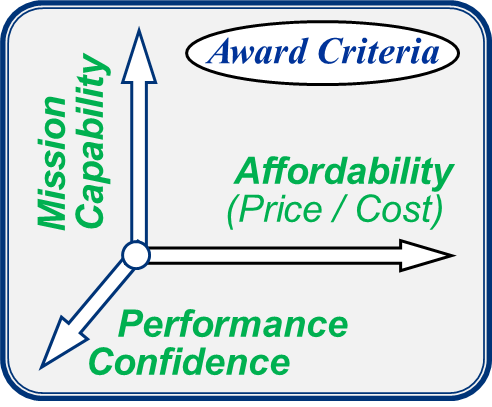 Award Criteria
Mission
Capability
Affordability
(Price / Cost)
Performance
Confidence